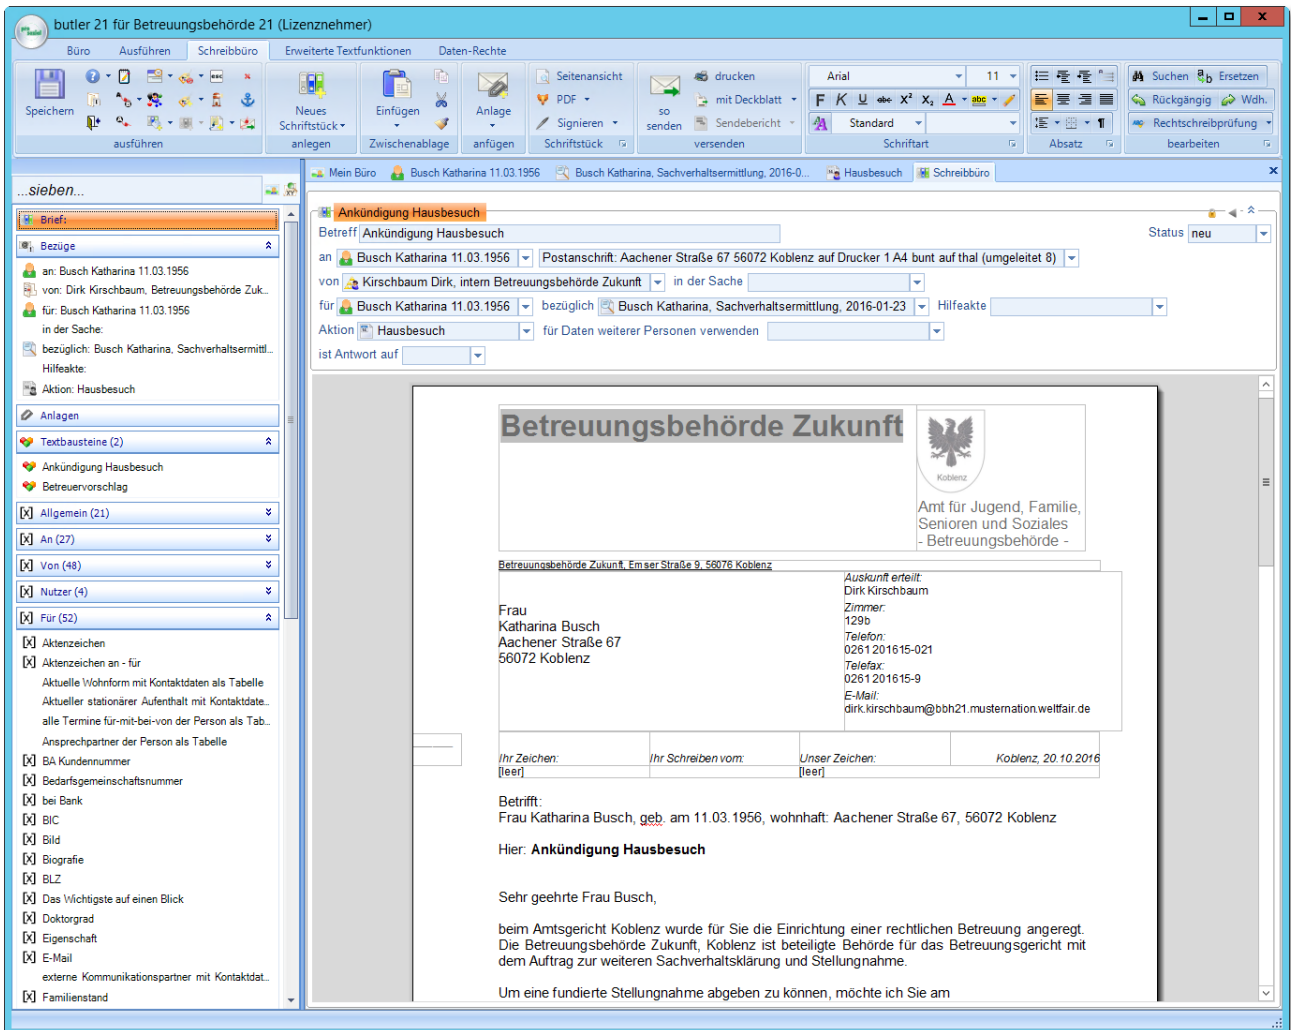 butler 21 für Betreuungsbehörde 21 (Lizenznehmer)
Büro Ausführen Schreibbüro Erweiterte Textfunktionen Daten-Rechte
Speichern
ausführen
Neues
Schriftstück
anlegen
Einfügen
Zwischenablage
Anlage
anfügen
Seitenansicht
PDF
Signieren
Schriftstück
so
senden
drucken
mit Deckblatt
Sendebericht
versenden
Arial 11
F K U abc X² X₂ A abc
Standard
Schriftart
Absatz
Suchen Ersetzen
Rückgängig Wdh.
Rechtschreibprüfung
bearbeiten
...sieben...
Brief:
Bezüge
an: Busch Katharina 11.03.1956
von: Dirk Kirschbaum, Betreuungsbehörde Zuk...
für: Busch Katharina 11.03.1956
in der Sache:
bezüglich: Busch Katharina, Sachverhaltsermittl...
Hilfeakte:
Aktion: Hausbesuch
Anlagen
Textbausteine (2)
Ankündigung Hausbesuch
Betreuervorschlag
[X] Allgemein (21)
[X] An (27)
[X] Von (48)
[X] Nutzer (4)
[X] Für (52)
[X] Aktenzeichen
[X] Aktenzeichen an - für
Aktuelle Wohnform mit Kontaktdaten als Tabelle
Aktueller stationärer Aufenthalt mit Kontaktdate...
alle Termine für-mit-bei-von der Person als Tab...
Ansprechpartner der Person als Tabelle
[X] BA Kundennummer
[X] Bedarfsgemeinschaftsnummer
[X] bei Bank
[X] BIC
[X] Bild
[X] Biografie
[X] BLZ
[X] Das Wichtigste auf einen Blick
[X] Doktorgrad
[X] Eigenschaft
[X] E-Mail
externe Kommunikationspartner mit Kontaktdat...
[X] Familienstand
Mein Büro Busch Katharina 11.03.1956 Busch Katharina, Sachverhaltsermittlung, 2016-0... Hausbesuch Schreibbüro
Ankündigung Hausbesuch
Betreff Ankündigung Hausbesuch Status neu
an Busch Katharina 11.03.1956 Postanschrift: Aachener Straße 67 56072 Koblenz auf Drucker 1 A4 bunt auf thal (umgeleitet 8)
von Kirschbaum Dirk, intern Betreuungsbehörde Zukunft in der Sache
für Busch Katharina 11.03.1956 bezüglich Busch Katharina, Sachverhaltsermittlung, 2016-01-23 Hilfeakte
Aktion Hausbesuch für Daten weiterer Personen verwenden
ist Antwort auf
Betreuungsbehörde Zukunft
Koblenz
Amt für Jugend, Familie,
Senioren und Soziales
- Betreuungsbehörde -
Betreuungsbehörde Zukunft, Emser Straße 9, 56076 Koblenz
Frau
Katharina Busch
Aachener Straße 67
56072 Koblenz
Auskunft erteilt:
Dirk Kirschbaum
Zimmer:
129b
Telefon:
0261 201615-021
Telefax:
0261 201615-9
E-Mail:
dirk.kirschbaum@bbh21.musternation.weltfair.de
Ihr Zeichen: Ihr Schreiben vom: Unser Zeichen: Koblenz, 20.10.2016
[leer] [leer]
Betrifft:
Frau Katharina Busch, geb. am 11.03.1956, wohnhaft: Aachener Straße 67, 56072 Koblenz
Hier: Ankündigung Hausbesuch
Sehr geehrte Frau Busch,
beim Amtsgericht Koblenz wurde für Sie die Einrichtung einer rechtlichen Betreuung angeregt.
Die Betreuungsbehörde Zukunft, Koblenz ist beteiligte Behörde für das Betreuungsgericht mit
dem Auftrag zur weiteren Sachverhaltsklärung und Stellungnahme.
Um eine fundierte Stellungnahme abgeben zu können, möchte ich Sie am